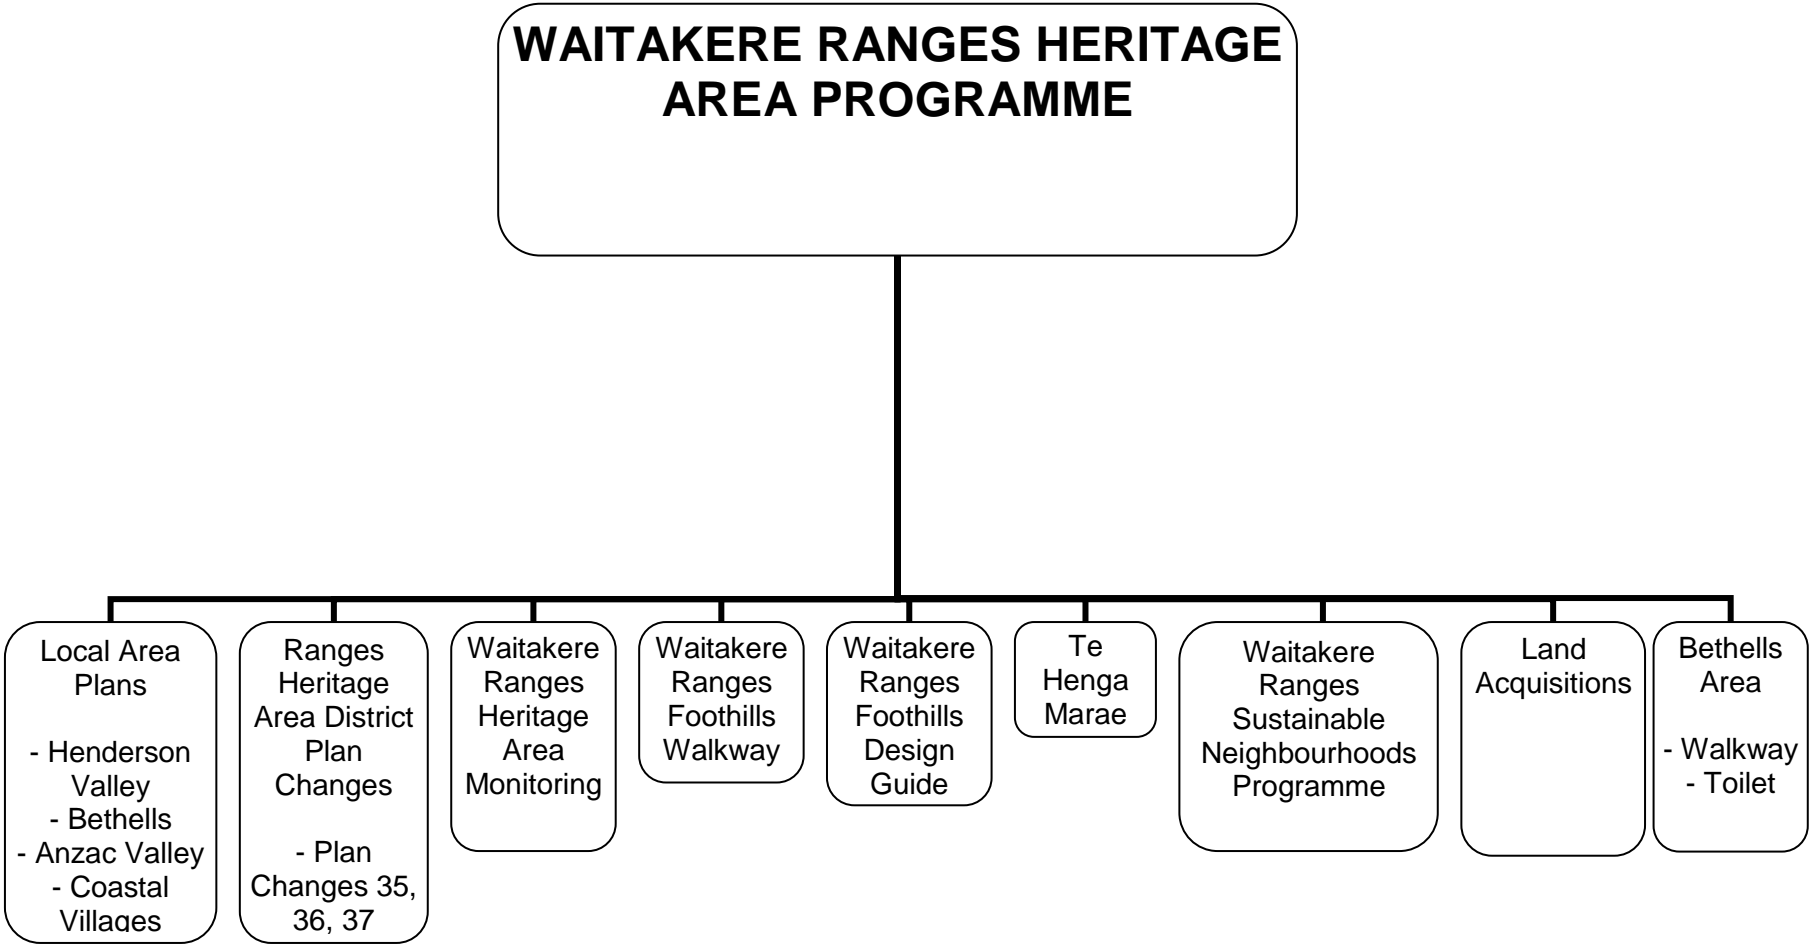 WAITAKERE RANGES HERITAGE
AREA PROGRAMME
Local Area
Plans
- Henderson
Valley
- Bethells
- Anzac Valley
- Coastal
Villages
Ranges
Heritage
Area District
Plan
Changes
- Plan
Changes 35,
36, 37
Waitakere
Ranges
Heritage
Area
Monitoring
Waitakere
Ranges
Foothills
Walkway
Waitakere
Ranges
Foothills
Design
Guide
Te
Henga
Marae
Waitakere
Ranges
Sustainable
Neighbourhoods
Programme
Land
Acquisitions
Bethells
Area
- Walkway
- Toilet